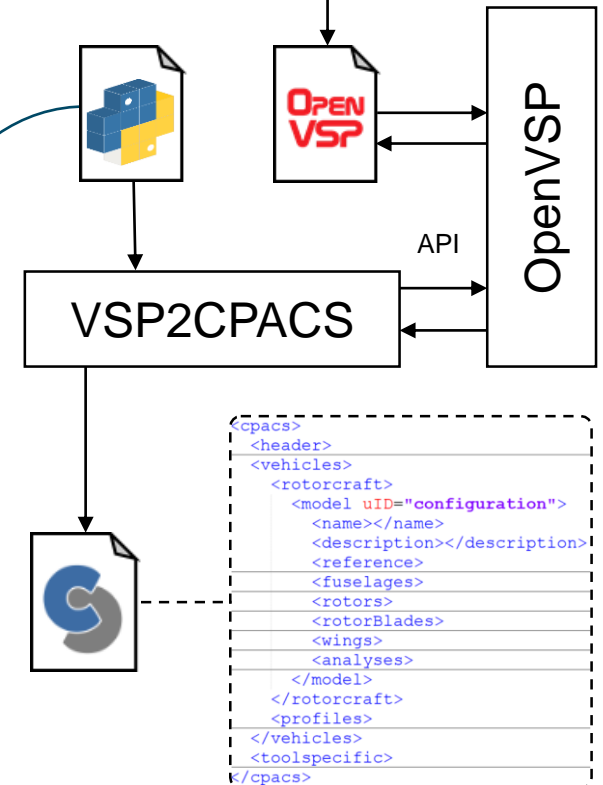 OPEN
VSP
OpenVSP
API
VSP2CPACS
<cpacs>
<header>
<vehicles>
<rotorcraft>
<model uID="configuration">
<name></name>
<description></description>
<reference>
<fuselages>
<rotors>
<rotorBlades>
<wings>
<analyses>
</model>
</rotorcraft>
<profiles>
</vehicles>
<toolspecific>
</cpacs>